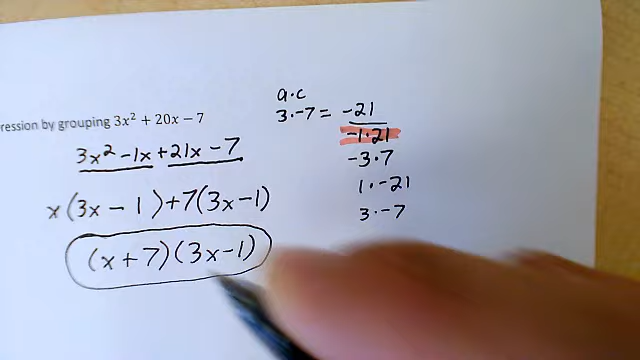 ression by grouping 3x² + 20x − 7
3x² − 1x + 21x − 7
x(3x − 1) + 7(3x − 1)
(x + 7)(3x − 1)
a·c
3·−7 = −21
−1·21
−3·7
1·−21
3·−7